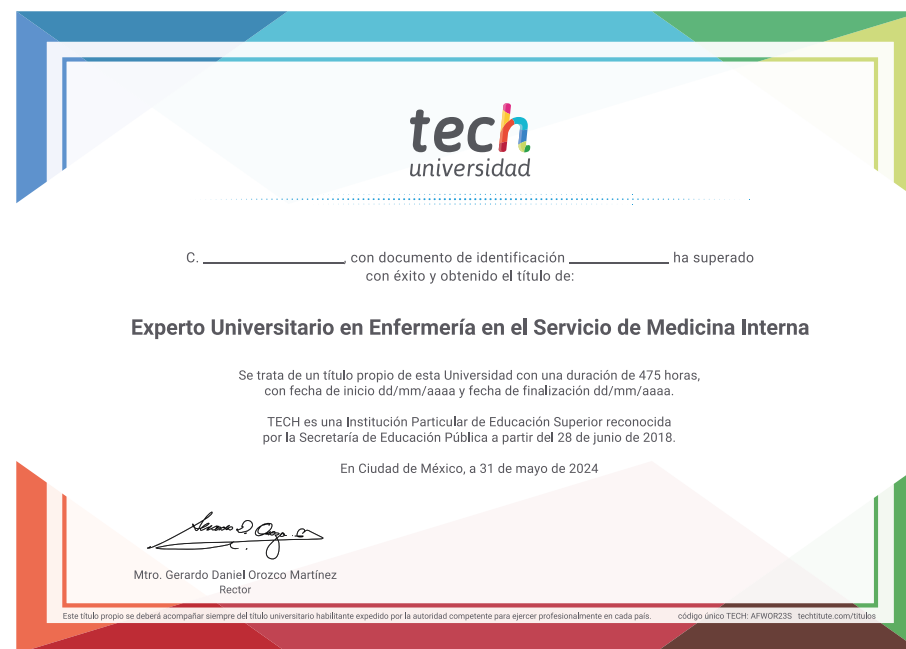 tech
universidad
C. ____________, con documento de identificación ____________ ha superado
con éxito y obtenido el título de:
Experto Universitario en Enfermería en el Servicio de Medicina Interna
Se trata de un título propio de esta Universidad con una duración de 475 horas,
con fecha de inicio dd/mm/aaaa y fecha de finalización dd/mm/aaaa.
TECH es una Institución Particular de Educación Superior reconocida
por la Secretaría de Educación Pública a partir del 28 de junio de 2018.
En Ciudad de México, a 31 de mayo de 2024
Mtro. Gerardo Daniel Orozco Martínez
Rector
Este título propio se deberá acompañar siempre del título universitario habilitante expedido por la autoridad competente para ejercer profesionalmente en cada país. código único TECH: AFWOR23S techtitute.com/titulos